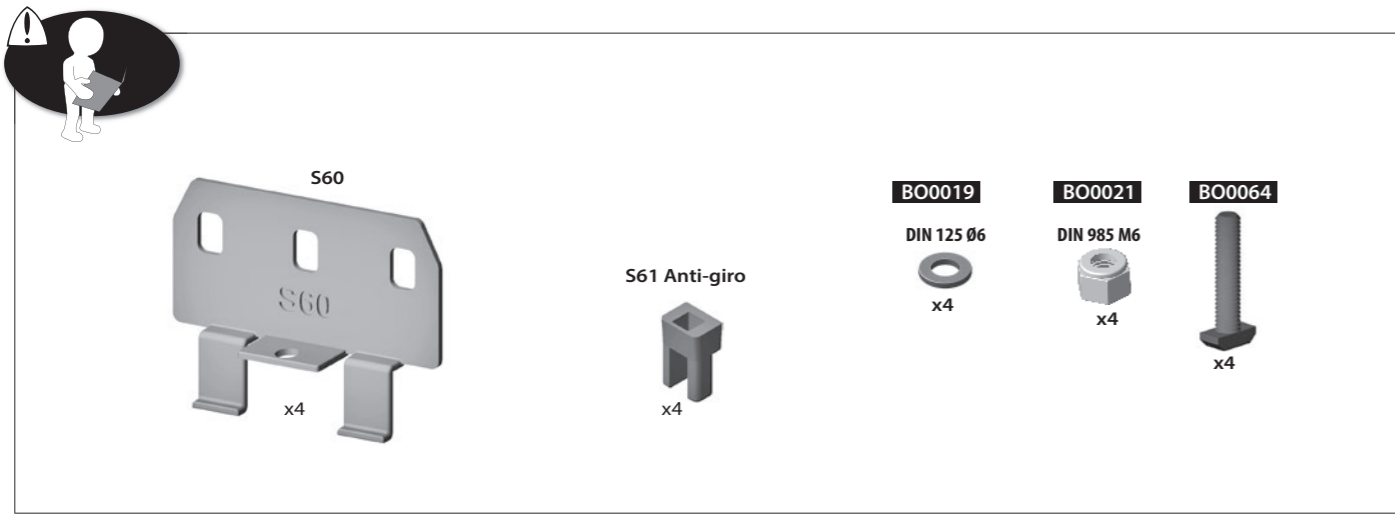 !
S60
S60
x4
S61 Anti-giro
x4
BO0019
DIN 125 Ø6
x4
BO0021
DIN 985 M6
x4
BO0064
x4